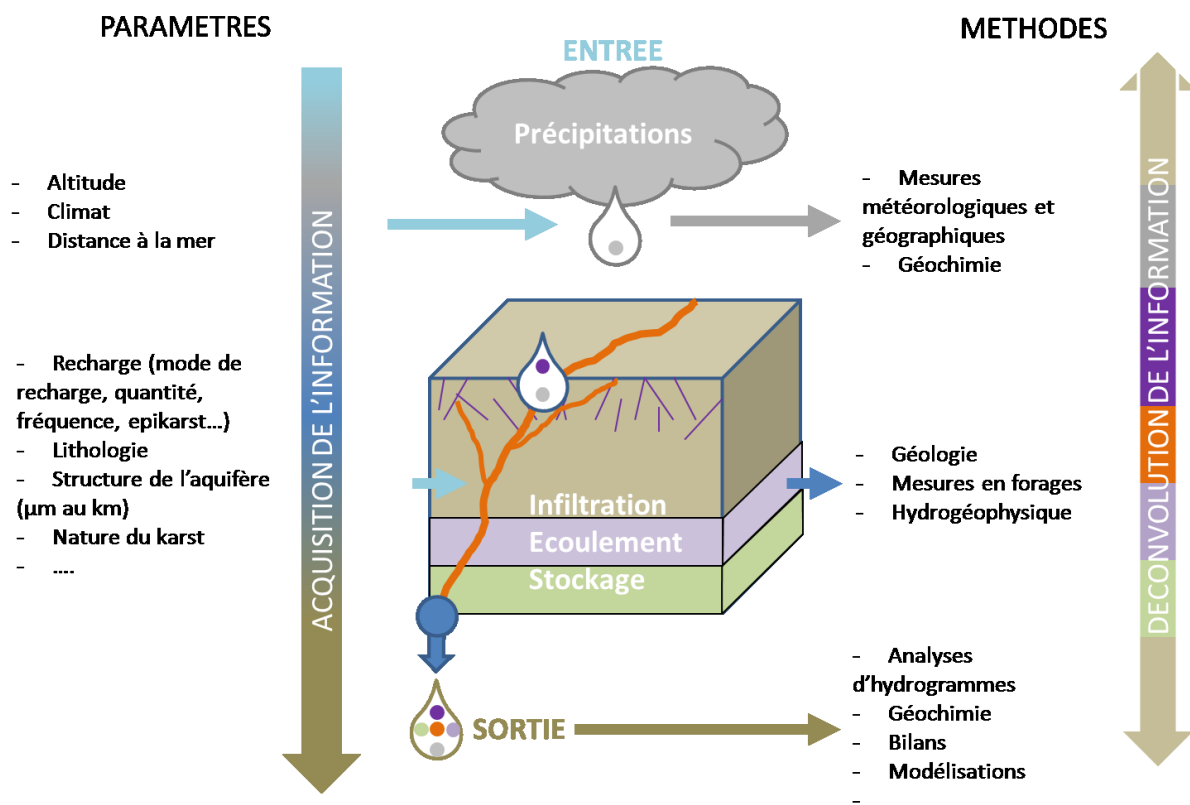 PARAMETRES
METHODES
ENTREE
Précipitations
- Altitude
- Climat
- Distance à la mer
- Mesures
météorologiques et
géographiques
- Géochimie
ACQUISITION DE L'INFORMATION
DECONVOLUTION DE L'INFORMATION
- Recharge (mode de
recharge, quantité,
fréquence, epikarst...)
- Lithologie
- Structure de l'aquifère
(µm au km)
- Nature du karst
- ....
Infiltration
Ecoulement
Stockage
- Géologie
- Mesures en forages
- Hydrogéophysique
SORTIE
- Analyses
d'hydrogrammes
- Géochimie
- Bilans
- Modélisations
-